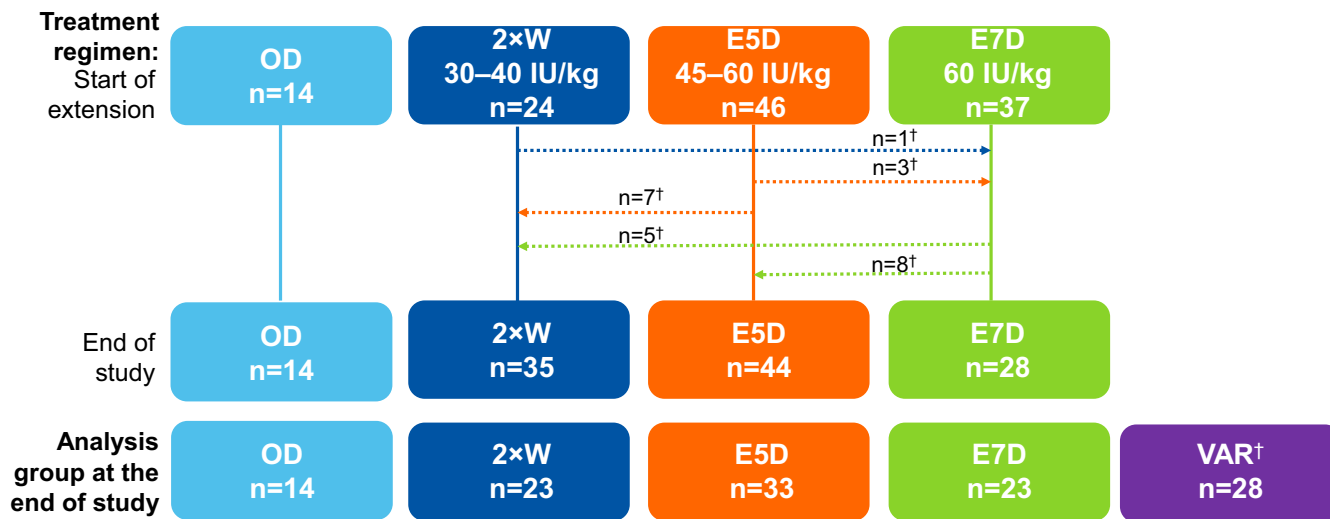 Treatment
regimen:
Start of
extension
OD
n=14
2×W
30–40 IU/kg
n=24
E5D
45–60 IU/kg
n=46
E7D
60 IU/kg
n=37
n=1†
n=3†
n=7†
n=5†
n=8†
End of
study
OD
n=14
2×W
n=35
E5D
n=44
E7D
n=28
Analysis
group at the
end of study
OD
n=14
2×W
n=23
E5D
n=33
E7D
n=23
VAR†
n=28